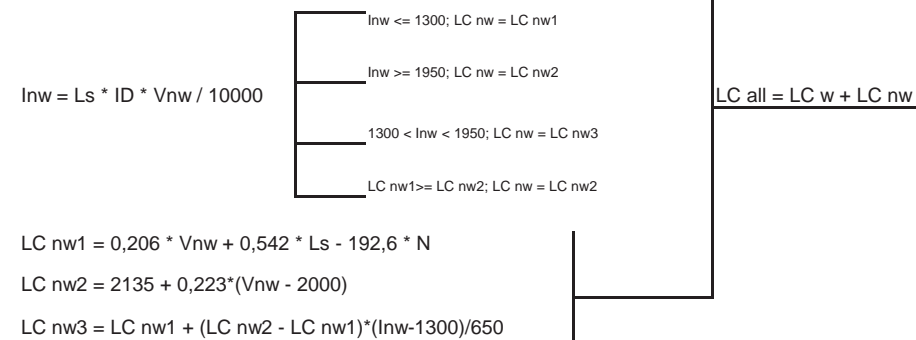 Inw <= 1300; LC nw = LC nw1
Inw >= 1950; LC nw = LC nw2
Inw = Ls * ID * Vnw / 10000
LC all = LC w + LC nw
1300 < Inw < 1950; LC nw = LC nw3
LC nw1>= LC nw2; LC nw = LC nw2
LC nw1 = 0,206 * Vnw + 0,542 * Ls - 192,6 * N
LC nw2 = 2135 + 0,223*(Vnw - 2000)
LC nw3 = LC nw1 + (LC nw2 - LC nw1)*(Inw-1300)/650